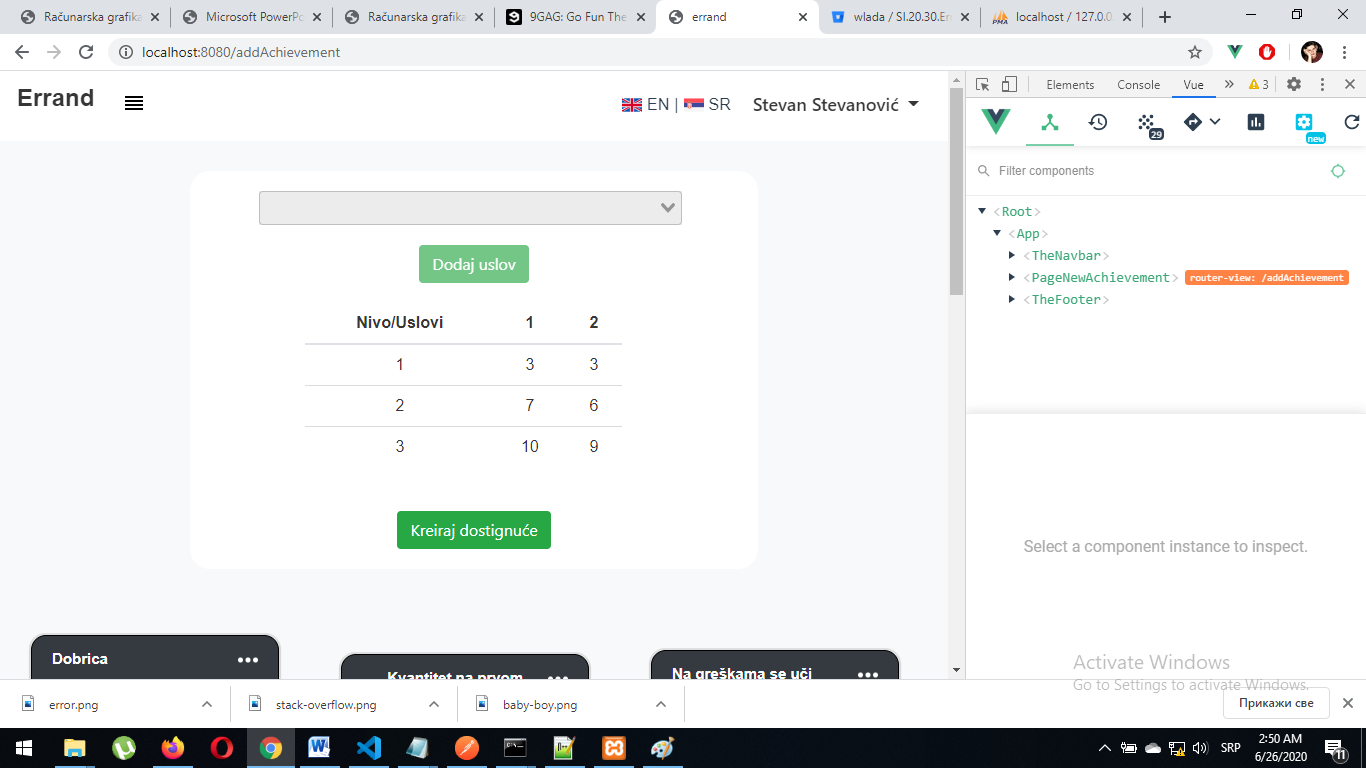 Računarska grafika
Microsoft PowerPo
Računarska grafika
9GAG: Go Fun The
errand
wlada / SI.20.30.Err
localhost / 127.0.0.
localhost:8080/addAchievement
Errand
EN | SR
Stevan Stevanović
Dodaj uslov
Nivo/Uslovi 1 2
1 3 3
2 7 6
3 10 9
Kreiraj dostignuće
Dobrica
Kvantitet na prvom
Na greškama se uči
Elements Console Vue » 3
29
new
Filter components
<Root>
<App>
<TheNavbar>
<PageNewAchievement> router-view: /addAchievement
<TheFooter>
Select a component instance to inspect.
Activate Windows
Go to Settings to activate Windows.
error.png
stack-overflow.png
baby-boy.png
Прикажи све
SRP
2:50 AM
6/26/2020
11